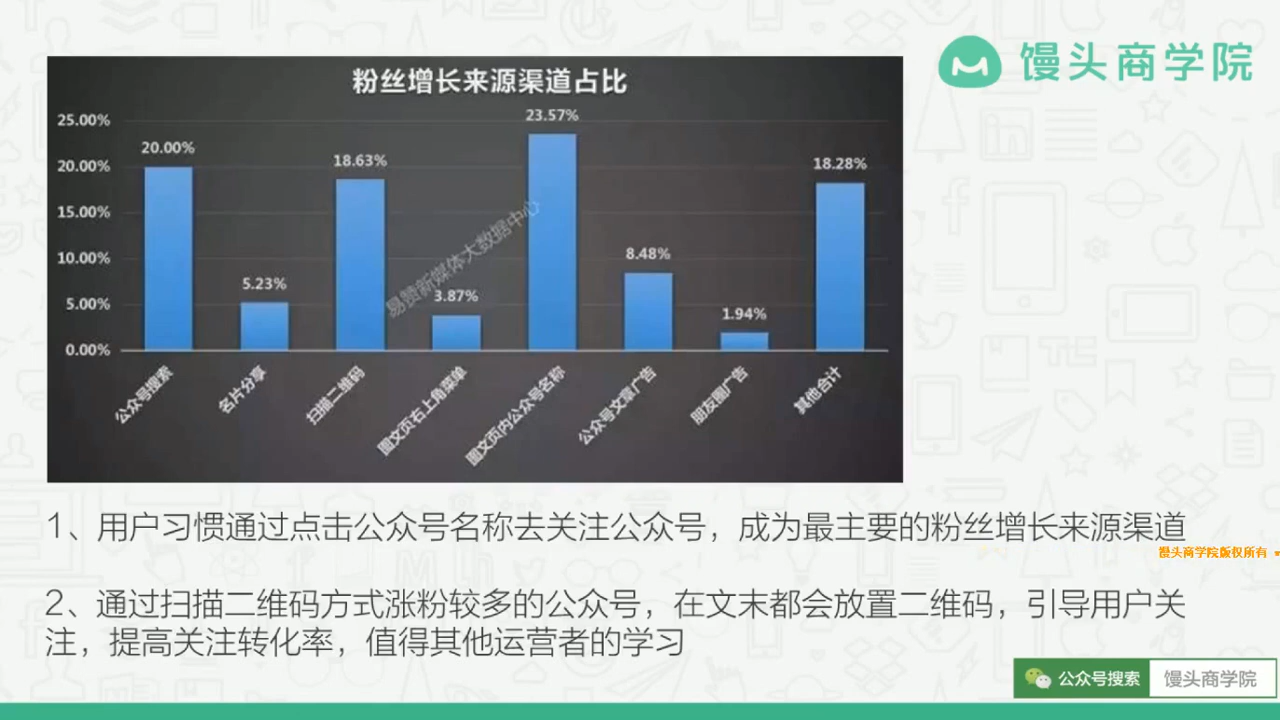 馒头商学院
粉丝增长来源渠道占比
25.00%
20.00%
15.00%
10.00%
5.00%
0.00%
20.00%
5.23%
18.63%
3.87%
23.57%
8.48%
1.94%
18.28%
易赞新媒体大数据中心
公众号搜索
名片分享
扫描二维码
图文页右上角菜单
图文页内公众号名称
公众号文章广告
朋友圈广告
其他合计
1、用户习惯通过点击公众号名称去关注公众号，成为最主要的粉丝增长来源渠道
馒头商学院版权所有
2、通过扫描二维码方式涨粉较多的公众号，在文末都会放置二维码，引导用户关
注，提高关注转化率，值得其他运营者的学习
公众号搜索 馒头商学院